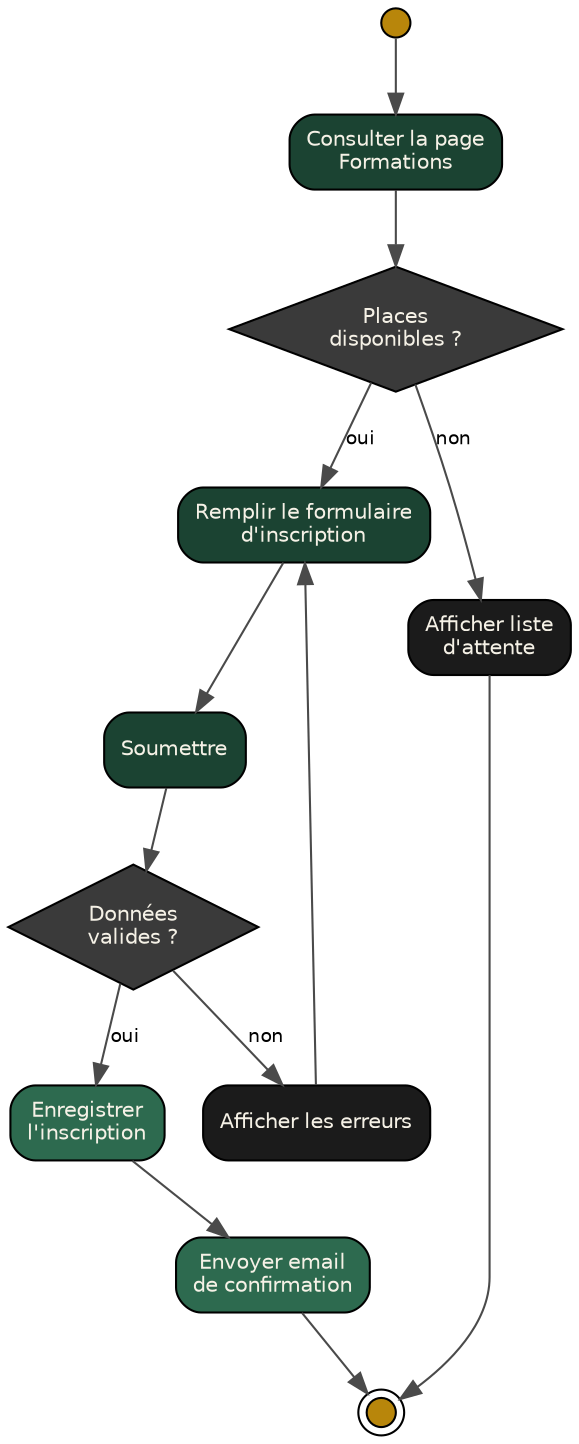 Consulter la page
Formations
Places
disponibles ?
oui
non
Remplir le formulaire
d'inscription
Afficher liste
d'attente
Soumettre
Données
valides ?
oui
non
Enregistrer
l'inscription
Afficher les erreurs
Envoyer email
de confirmation